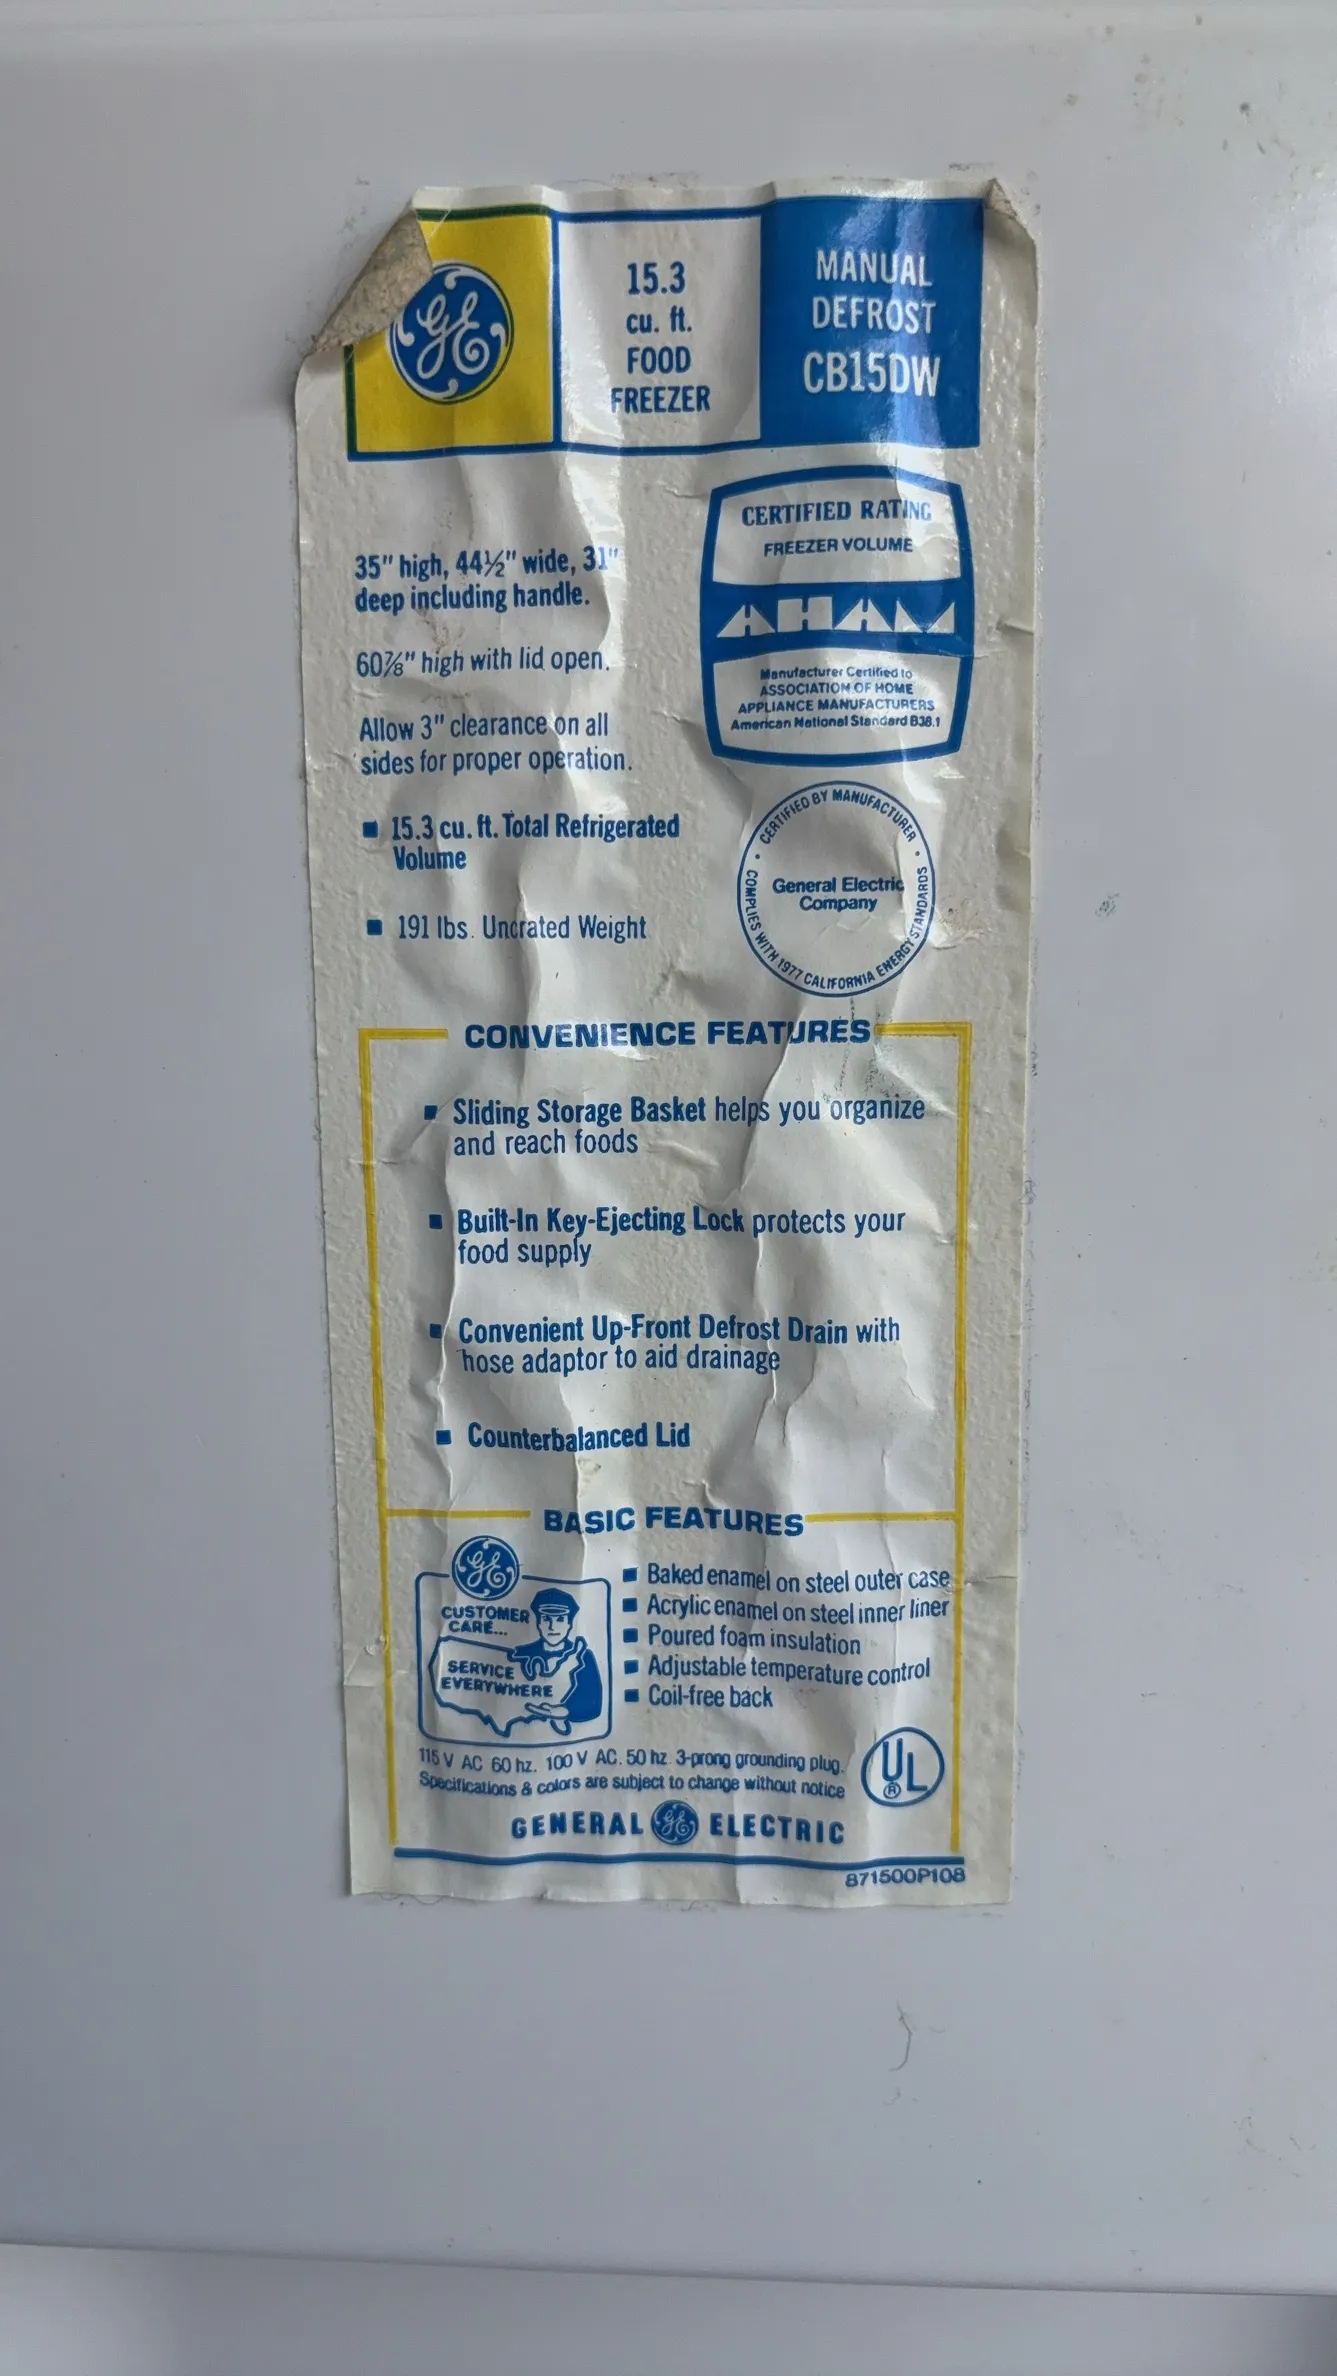 GE
15.3
cu. ft.
FOOD
FREEZER
MANUAL
DEFROST
CB15DW
35" high, 44½" wide, 31"
deep including handle.
60⅞" high with lid open.
Allow 3" clearance on all
sides for proper operation.
■ 15.3 cu. ft. Total Refrigerated
Volume
■ 191 lbs. Uncrated Weight
CERTIFIED RATING
FREEZER VOLUME
AHAM
Manufacturer Certified to
ASSOCIATION OF HOME
APPLIANCE MANUFACTURERS
American National Standard B38.1
• CERTIFIED BY MANUFACTURER •
COMPLIES WITH 1977 CALIFORNIA ENERGY STANDARDS
General Electric
Company
CONVENIENCE FEATURES
■ Sliding Storage Basket helps you organize
and reach foods
■ Built-In Key-Ejecting Lock protects your
food supply
■ Convenient Up-Front Defrost Drain with
hose adaptor to aid drainage
■ Counterbalanced Lid
BASIC FEATURES
GE
CUSTOMER
CARE...
SERVICE
EVERYWHERE
■ Baked enamel on steel outer case
■ Acrylic enamel on steel inner liner
■ Poured foam insulation
■ Adjustable temperature control
■ Coil-free back
115 V AC 60 hz. 100 V AC. 50 hz. 3-prong grounding plug.
Specifications & colors are subject to change without notice
UL
®
GENERAL GE ELECTRIC
871500P108